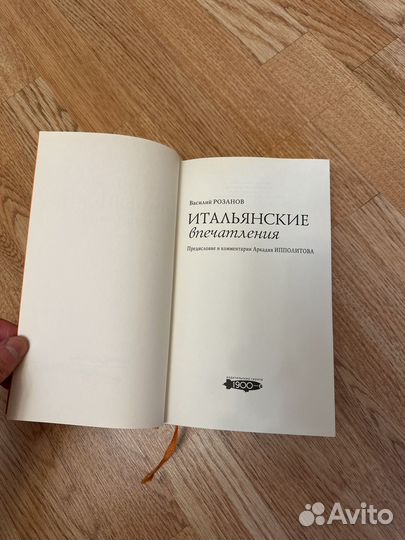 Василий РОЗАНОВ
ИТАЛЬЯНСКИЕ
впечатления
Предисловие и комментарии Аркадия ИППОЛИТОВА
1900
Avito